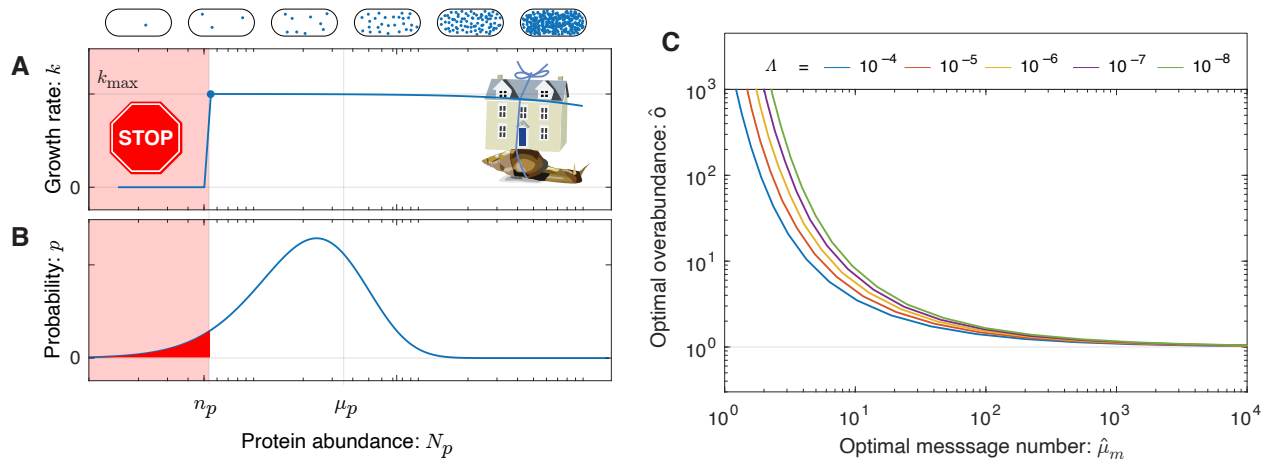 A
Growth rate: k
k_max
0
STOP
B
Probability: p
0
n_p
μ_p
Protein abundance: N_p
C
Λ = 10^-4 10^-5 10^-6 10^-7 10^-8
Optimal overabundance: ô
10^3
10^2
10^1
10^0
10^0 10^1 10^2 10^3 10^4
Optimal messsage number: μ̂_m